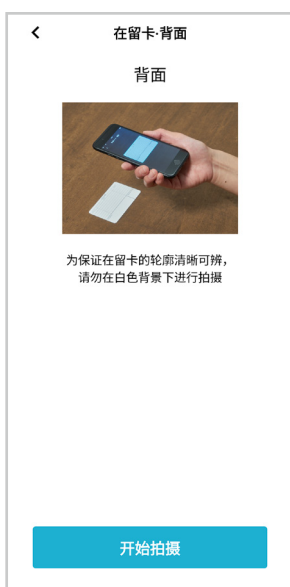 在留卡·背面
背面
为保证在留卡的轮廓清晰可辨，
请勿在白色背景下进行拍摄
开始拍摄